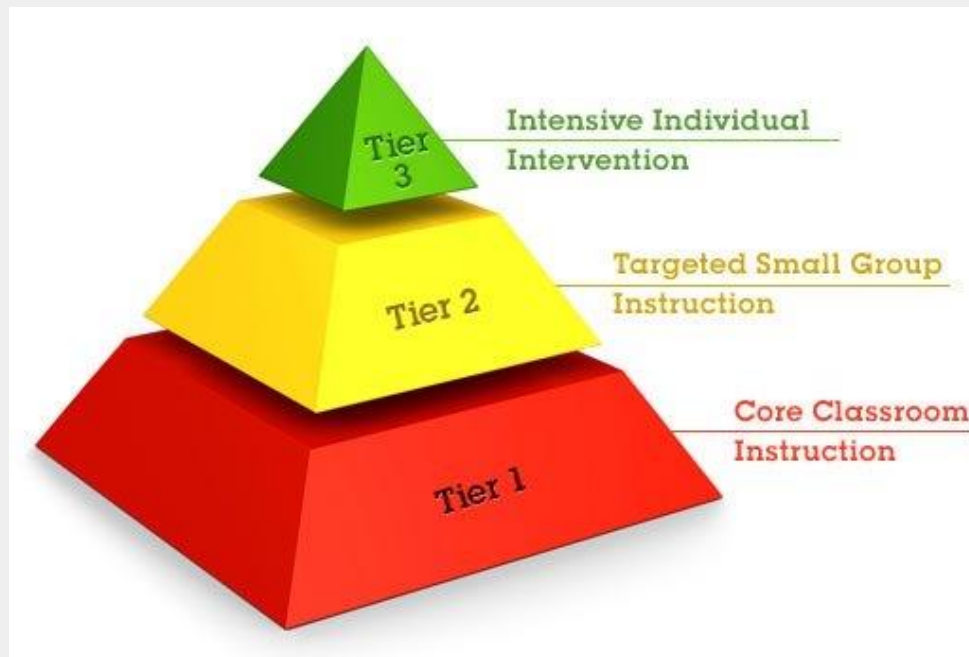 Tier
3
Intensive Individual
Intervention
Tier 2
Targeted Small Group
Instruction
Tier 1
Core Classroom
Instruction